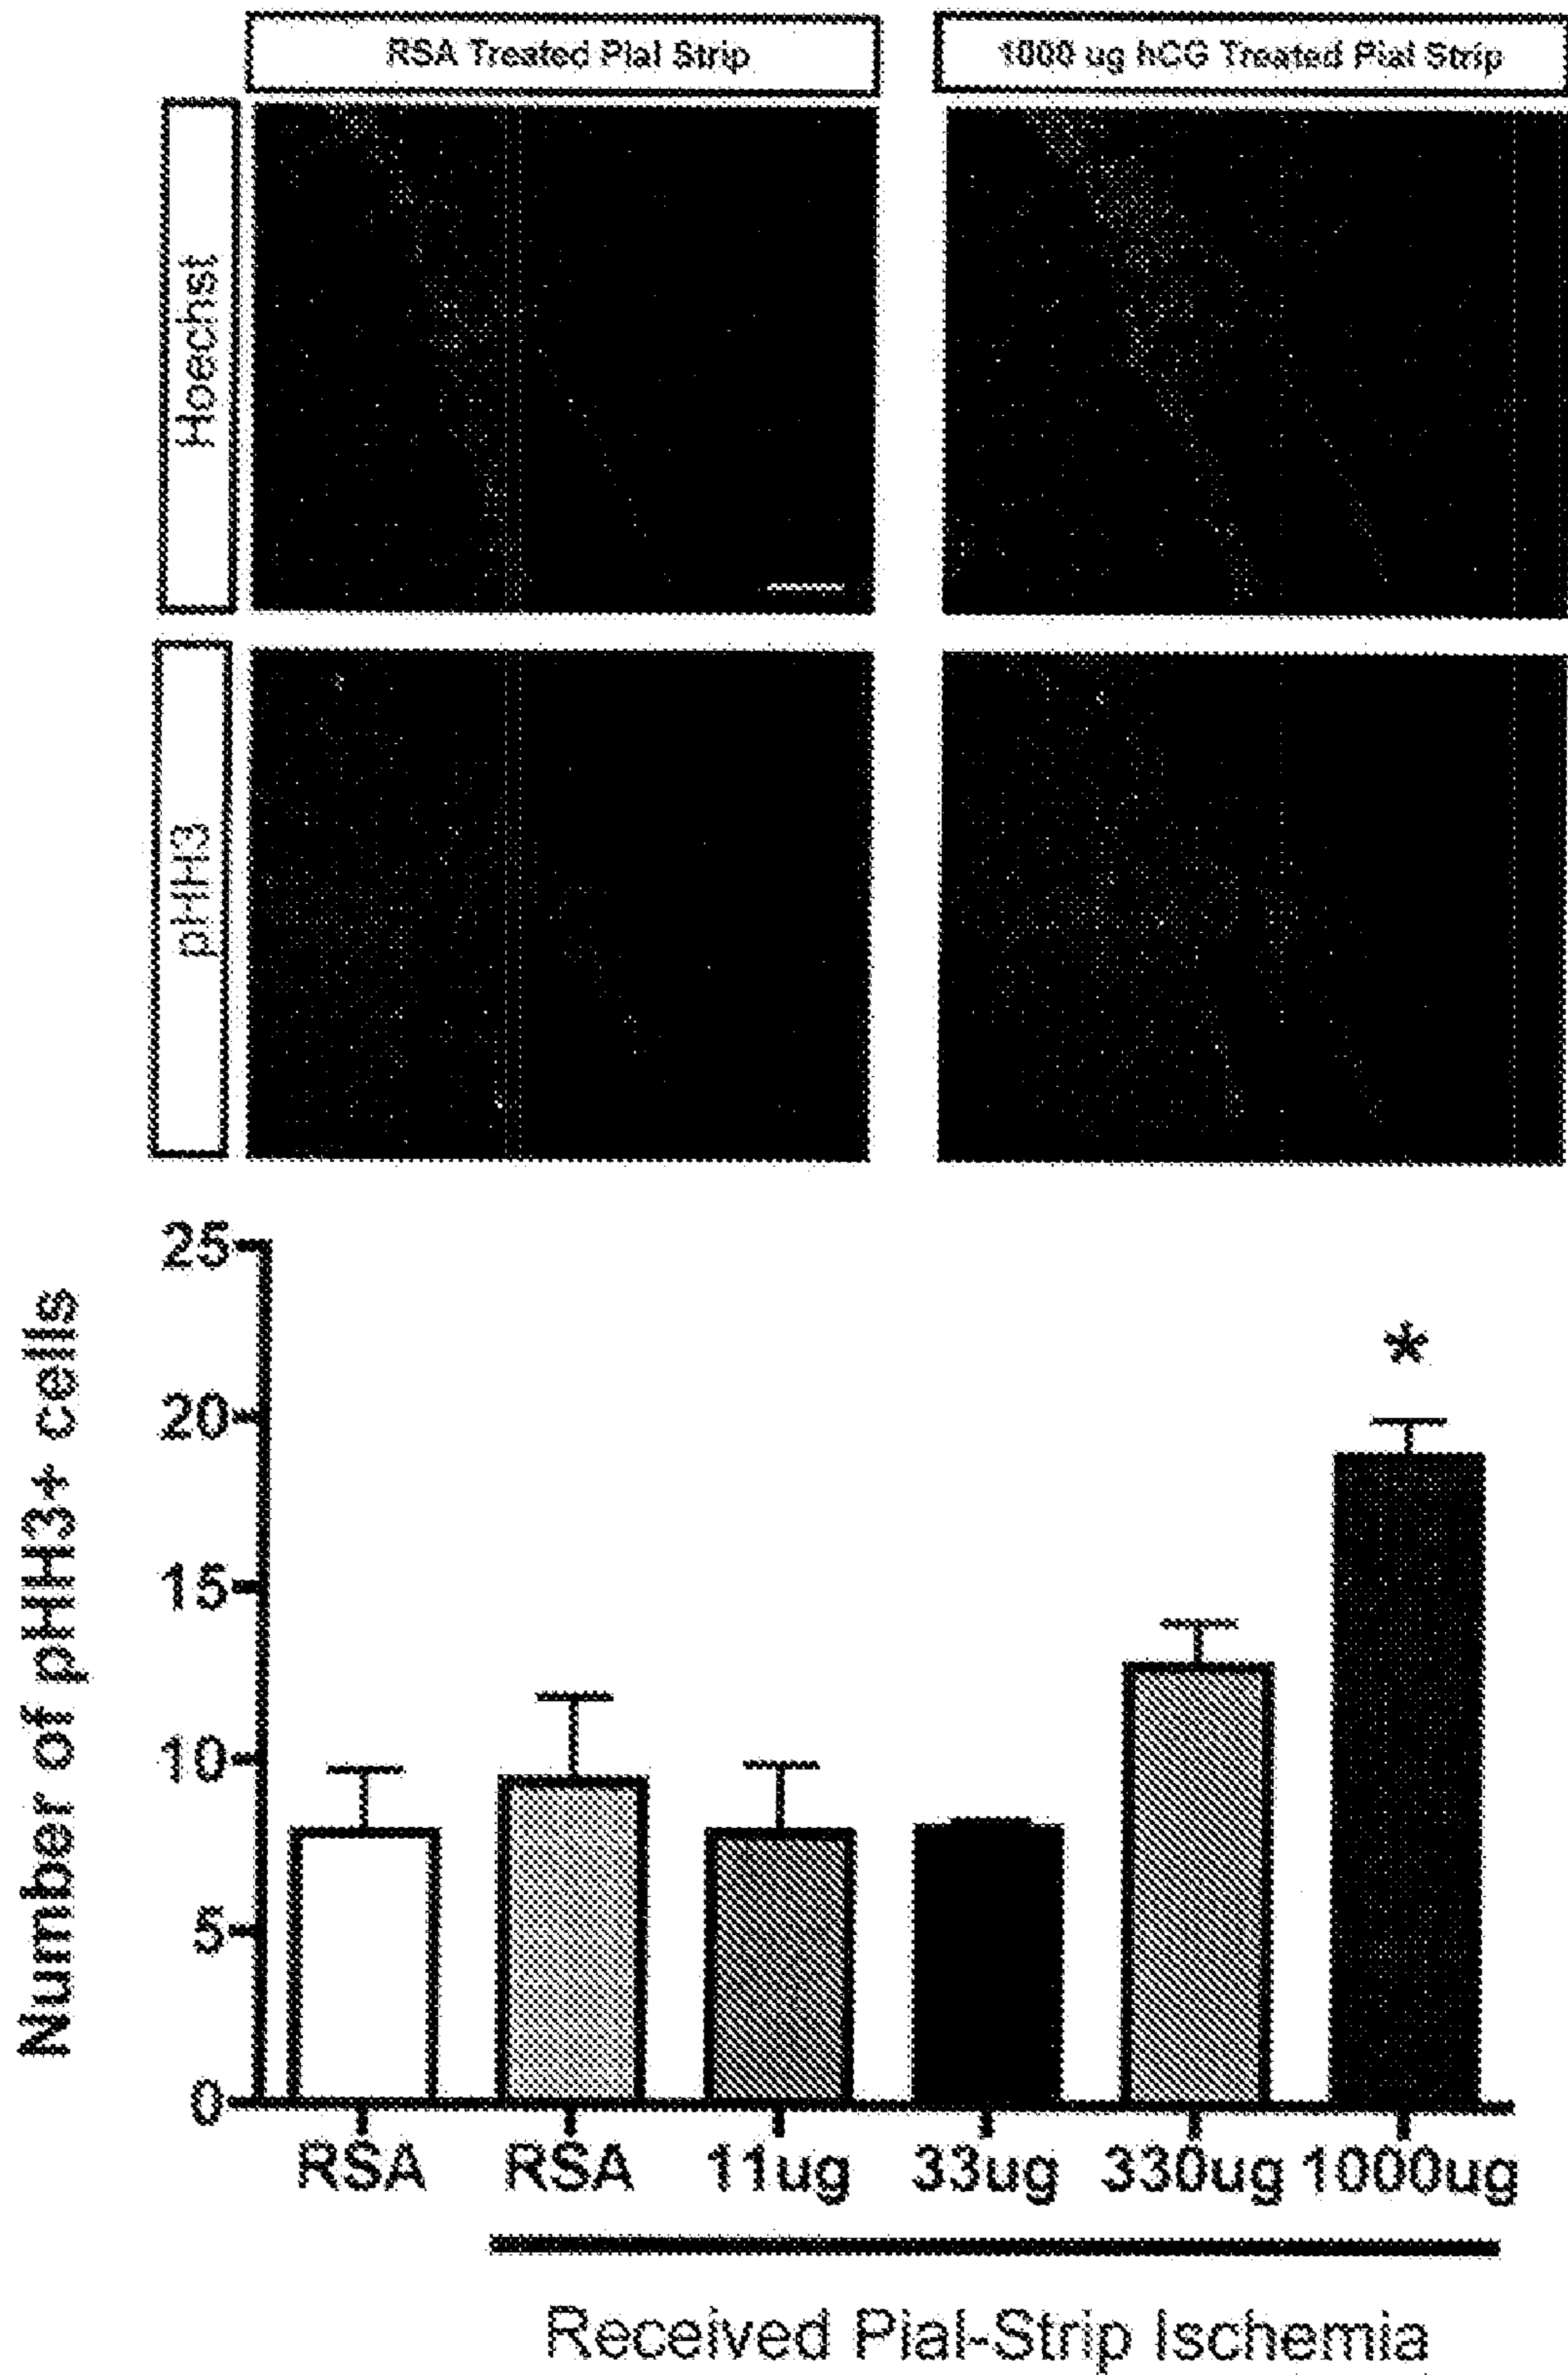 RSA Treated Pial Strip
1000 ug hCG Treated Pial Strip
Hoechst
pHH3
Number of pHH3+ cells
25
20
15
10
5
0
*
RSA RSA 11ug 33ug 330ug 1000ug
Received Pial-Strip Ischemia